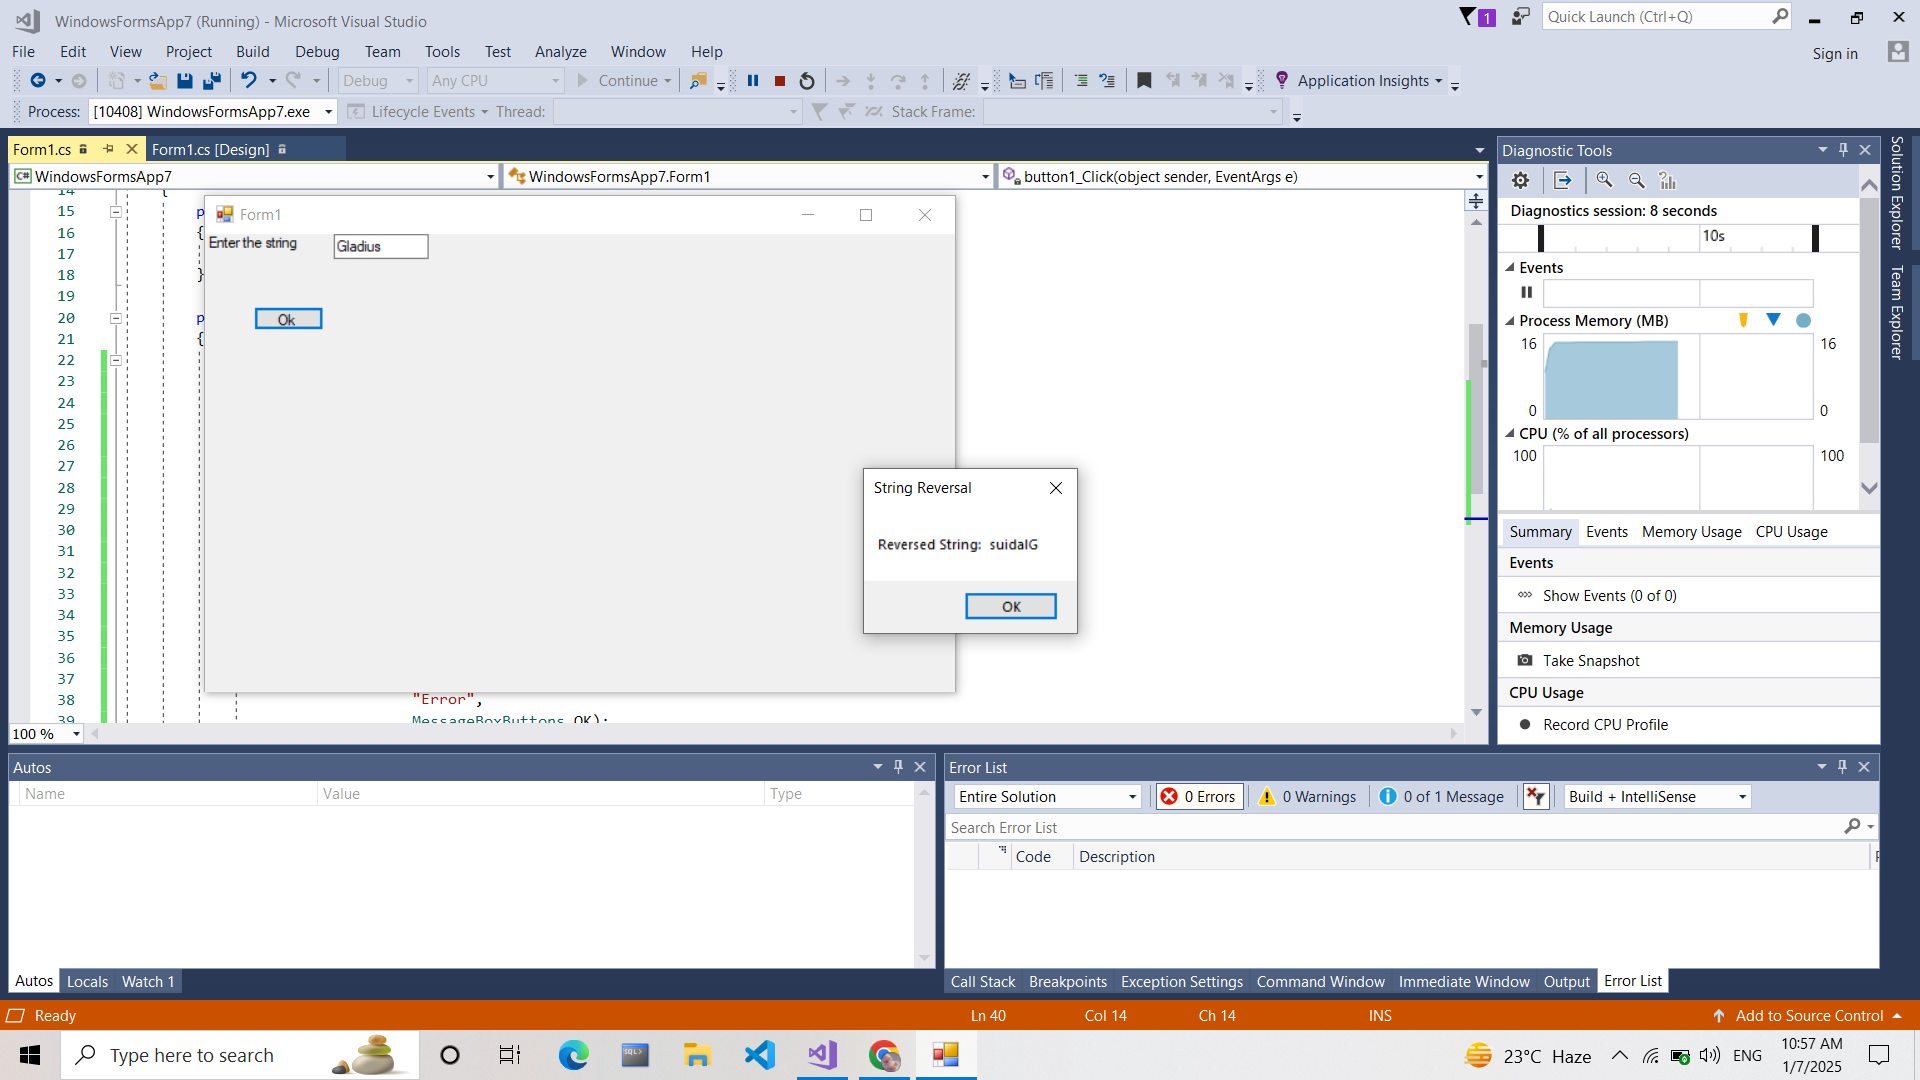 WindowsFormsApp7 (Running) - Microsoft Visual Studio
1
Quick Launch (Ctrl+Q)
File Edit View Project Build Debug Team Tools Test Analyze Window Help
Sign in
Debug Any CPU Continue Application Insights
Process: [10408] WindowsFormsApp7.exe Lifecycle Events Thread: Stack Frame:
Form1.cs Form1.cs [Design]
WindowsFormsApp7 WindowsFormsApp7.Form1 button1_Click(object sender, EventArgs e)
14 {
15 p
16 {
17
18 }
19
20 p
21 {
22
23
24
25
26
27
28
29
30
31
32
33
34
35
36
37
38 "Error",
39 MessageBoxButtons.OK);
100 %
Form1
Enter the string Gladius
Ok
String Reversal
Reversed String: suidalG
OK
Diagnostic Tools
Diagnostics session: 8 seconds
10s
Events
Process Memory (MB)
16 16
0 0
CPU (% of all processors)
100 100
Summary Events Memory Usage CPU Usage
Events
Show Events (0 of 0)
Memory Usage
Take Snapshot
CPU Usage
Record CPU Profile
Solution Explorer
Team Explorer
Autos
Name Value Type
Autos Locals Watch 1
Error List
Entire Solution 0 Errors 0 Warnings 0 of 1 Message Build + IntelliSense
Search Error List
Code Description
Call Stack Breakpoints Exception Settings Command Window Immediate Window Output Error List
Ready Ln 40 Col 14 Ch 14 INS Add to Source Control
Type here to search
23°C Haze ENG
10:57 AM
1/7/2025